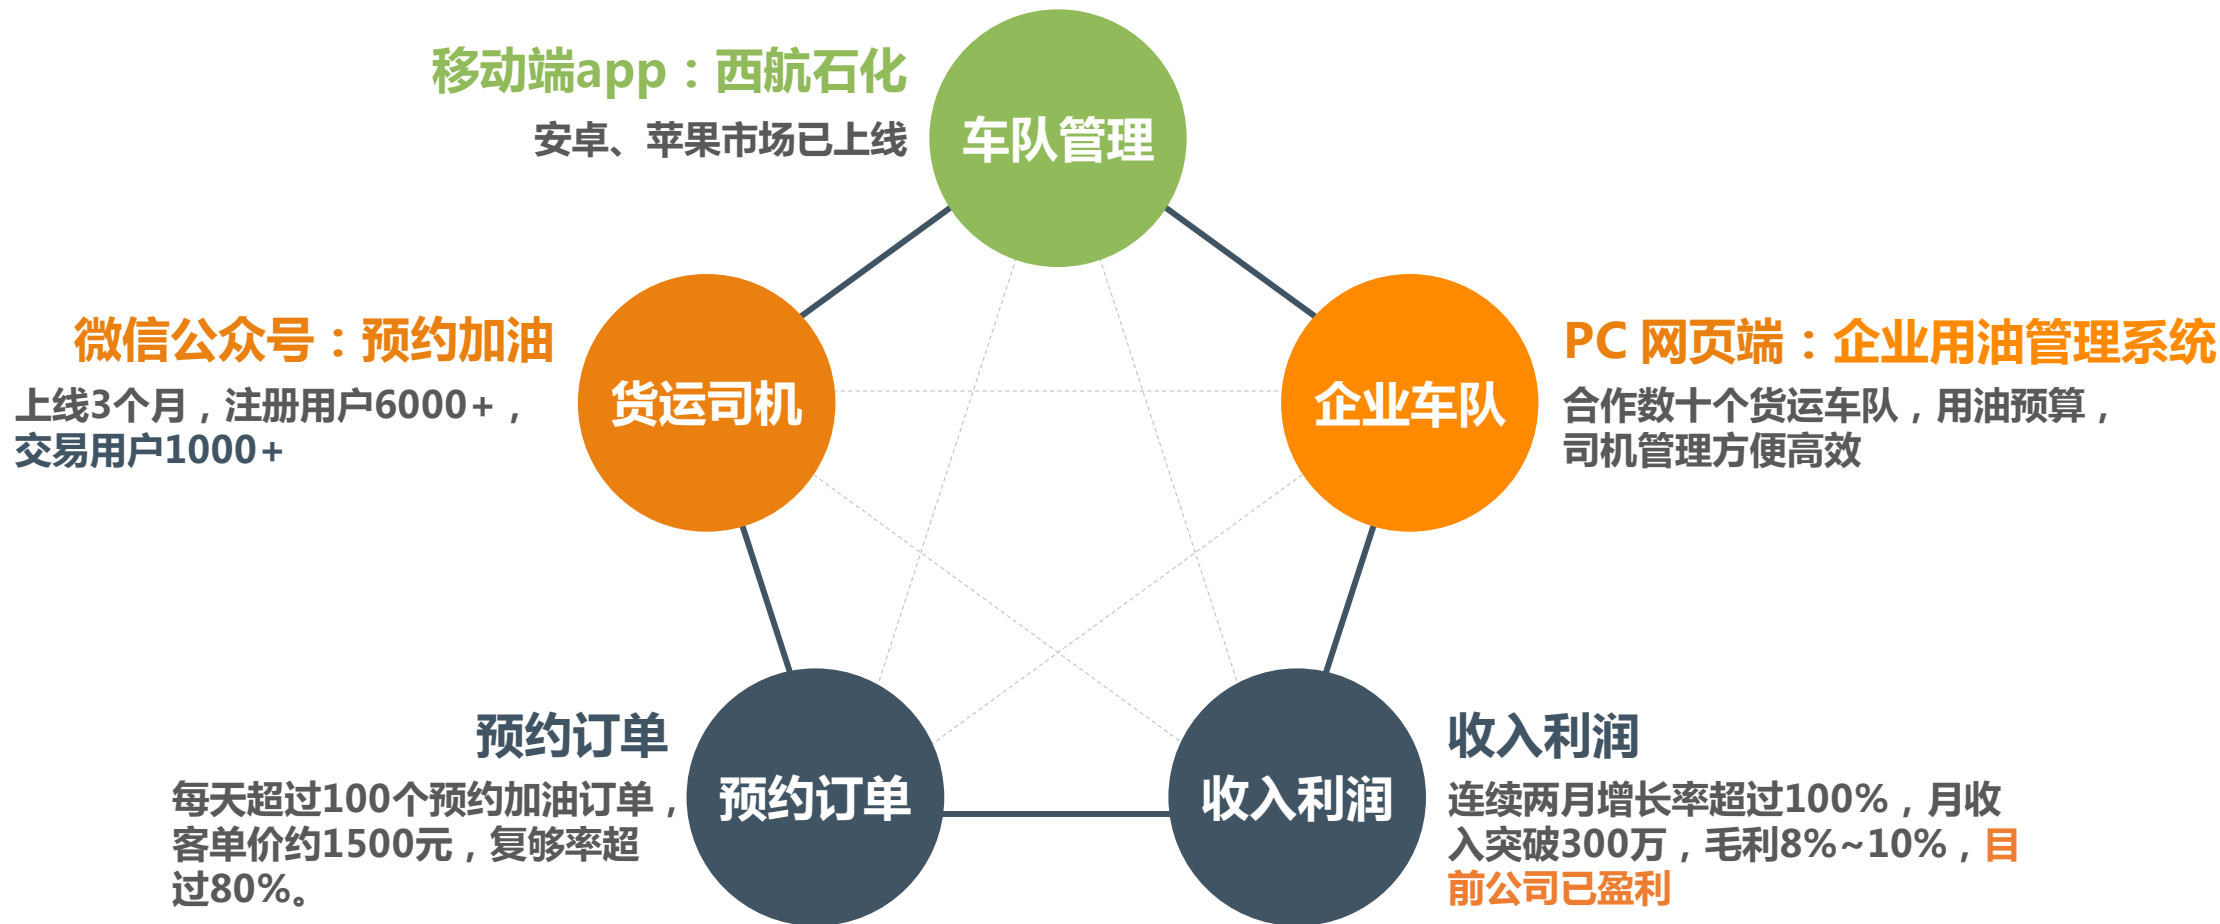 移动端app：西航石化
安卓、苹果市场已上线
车队管理
微信公众号：预约加油
上线3个月，注册用户6000+，
交易用户1000+
货运司机
企业车队
PC 网页端：企业用油管理系统
合作数十个货运车队，用油预算，
司机管理方便高效
预约订单
每天超过100个预约加油订单，
客单价约1500元，复够率超
过80%。
预约订单
收入利润
收入利润
连续两月增长率超过100%，月收
入突破300万，毛利8%~10%，目
前公司已盈利